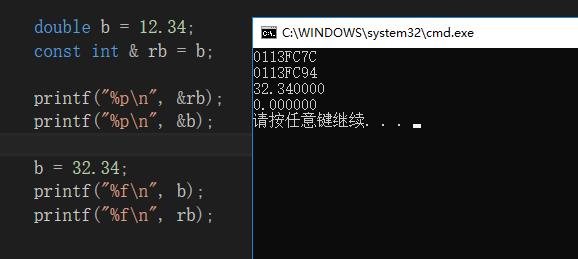 double b = 12.34;
const int & rb = b;
printf("%p\n", &rb);
printf("%p\n", &b);
b = 32.34;
printf("%f\n", b);
printf("%f\n", rb);
C:\WINDOWS\system32\cmd.exe
0113FC7C
0113FC94
32.340000
0.000000
请按任意键继续. . .